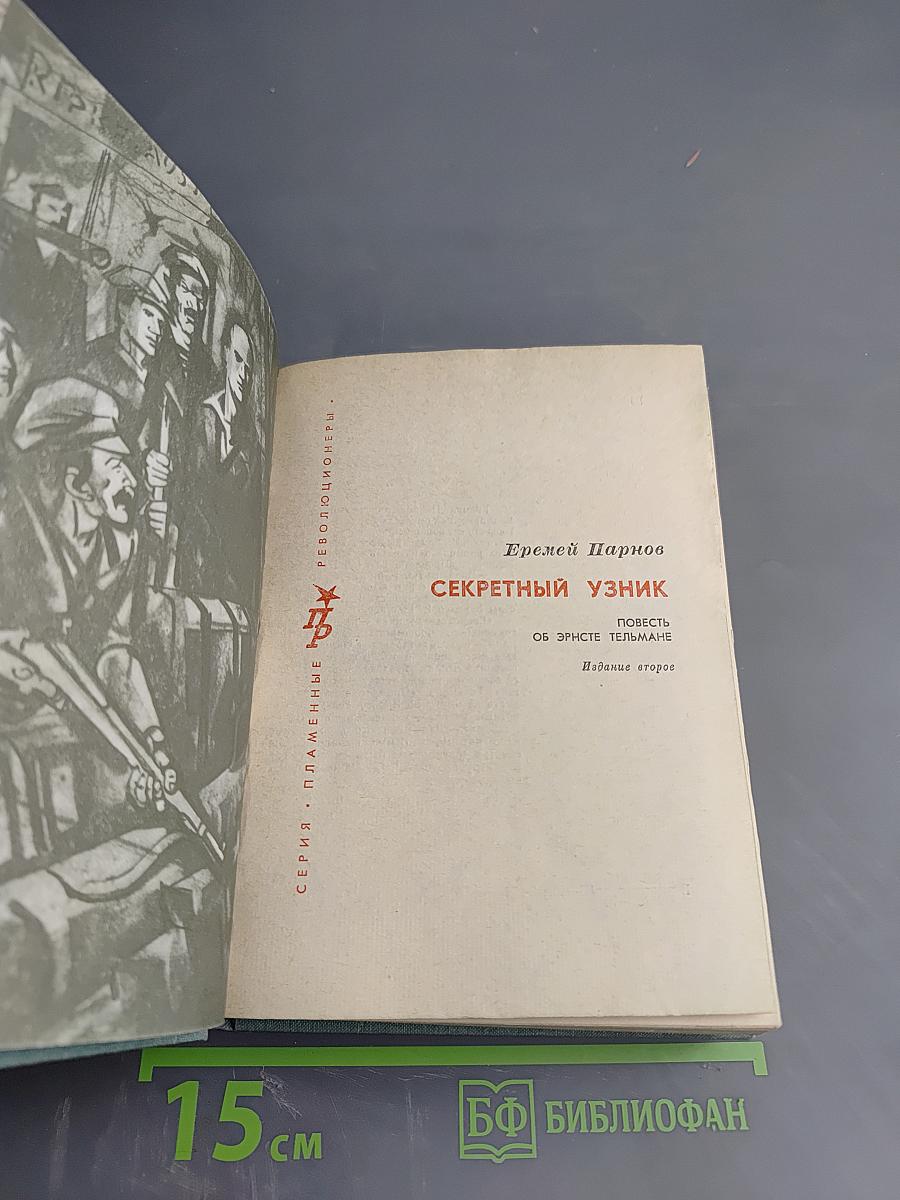 СЕРИЯ • ПЛАМЕННЫЕ ПР РЕВОЛЮЦИОНЕРЫ •
Еремей Парнов
СЕКРЕТНЫЙ УЗНИК
ПОВЕСТЬ
ОБ ЭРНСТЕ ТЕЛЬМАНЕ
Издание второе
15 см
БФ БИБЛИОФАН